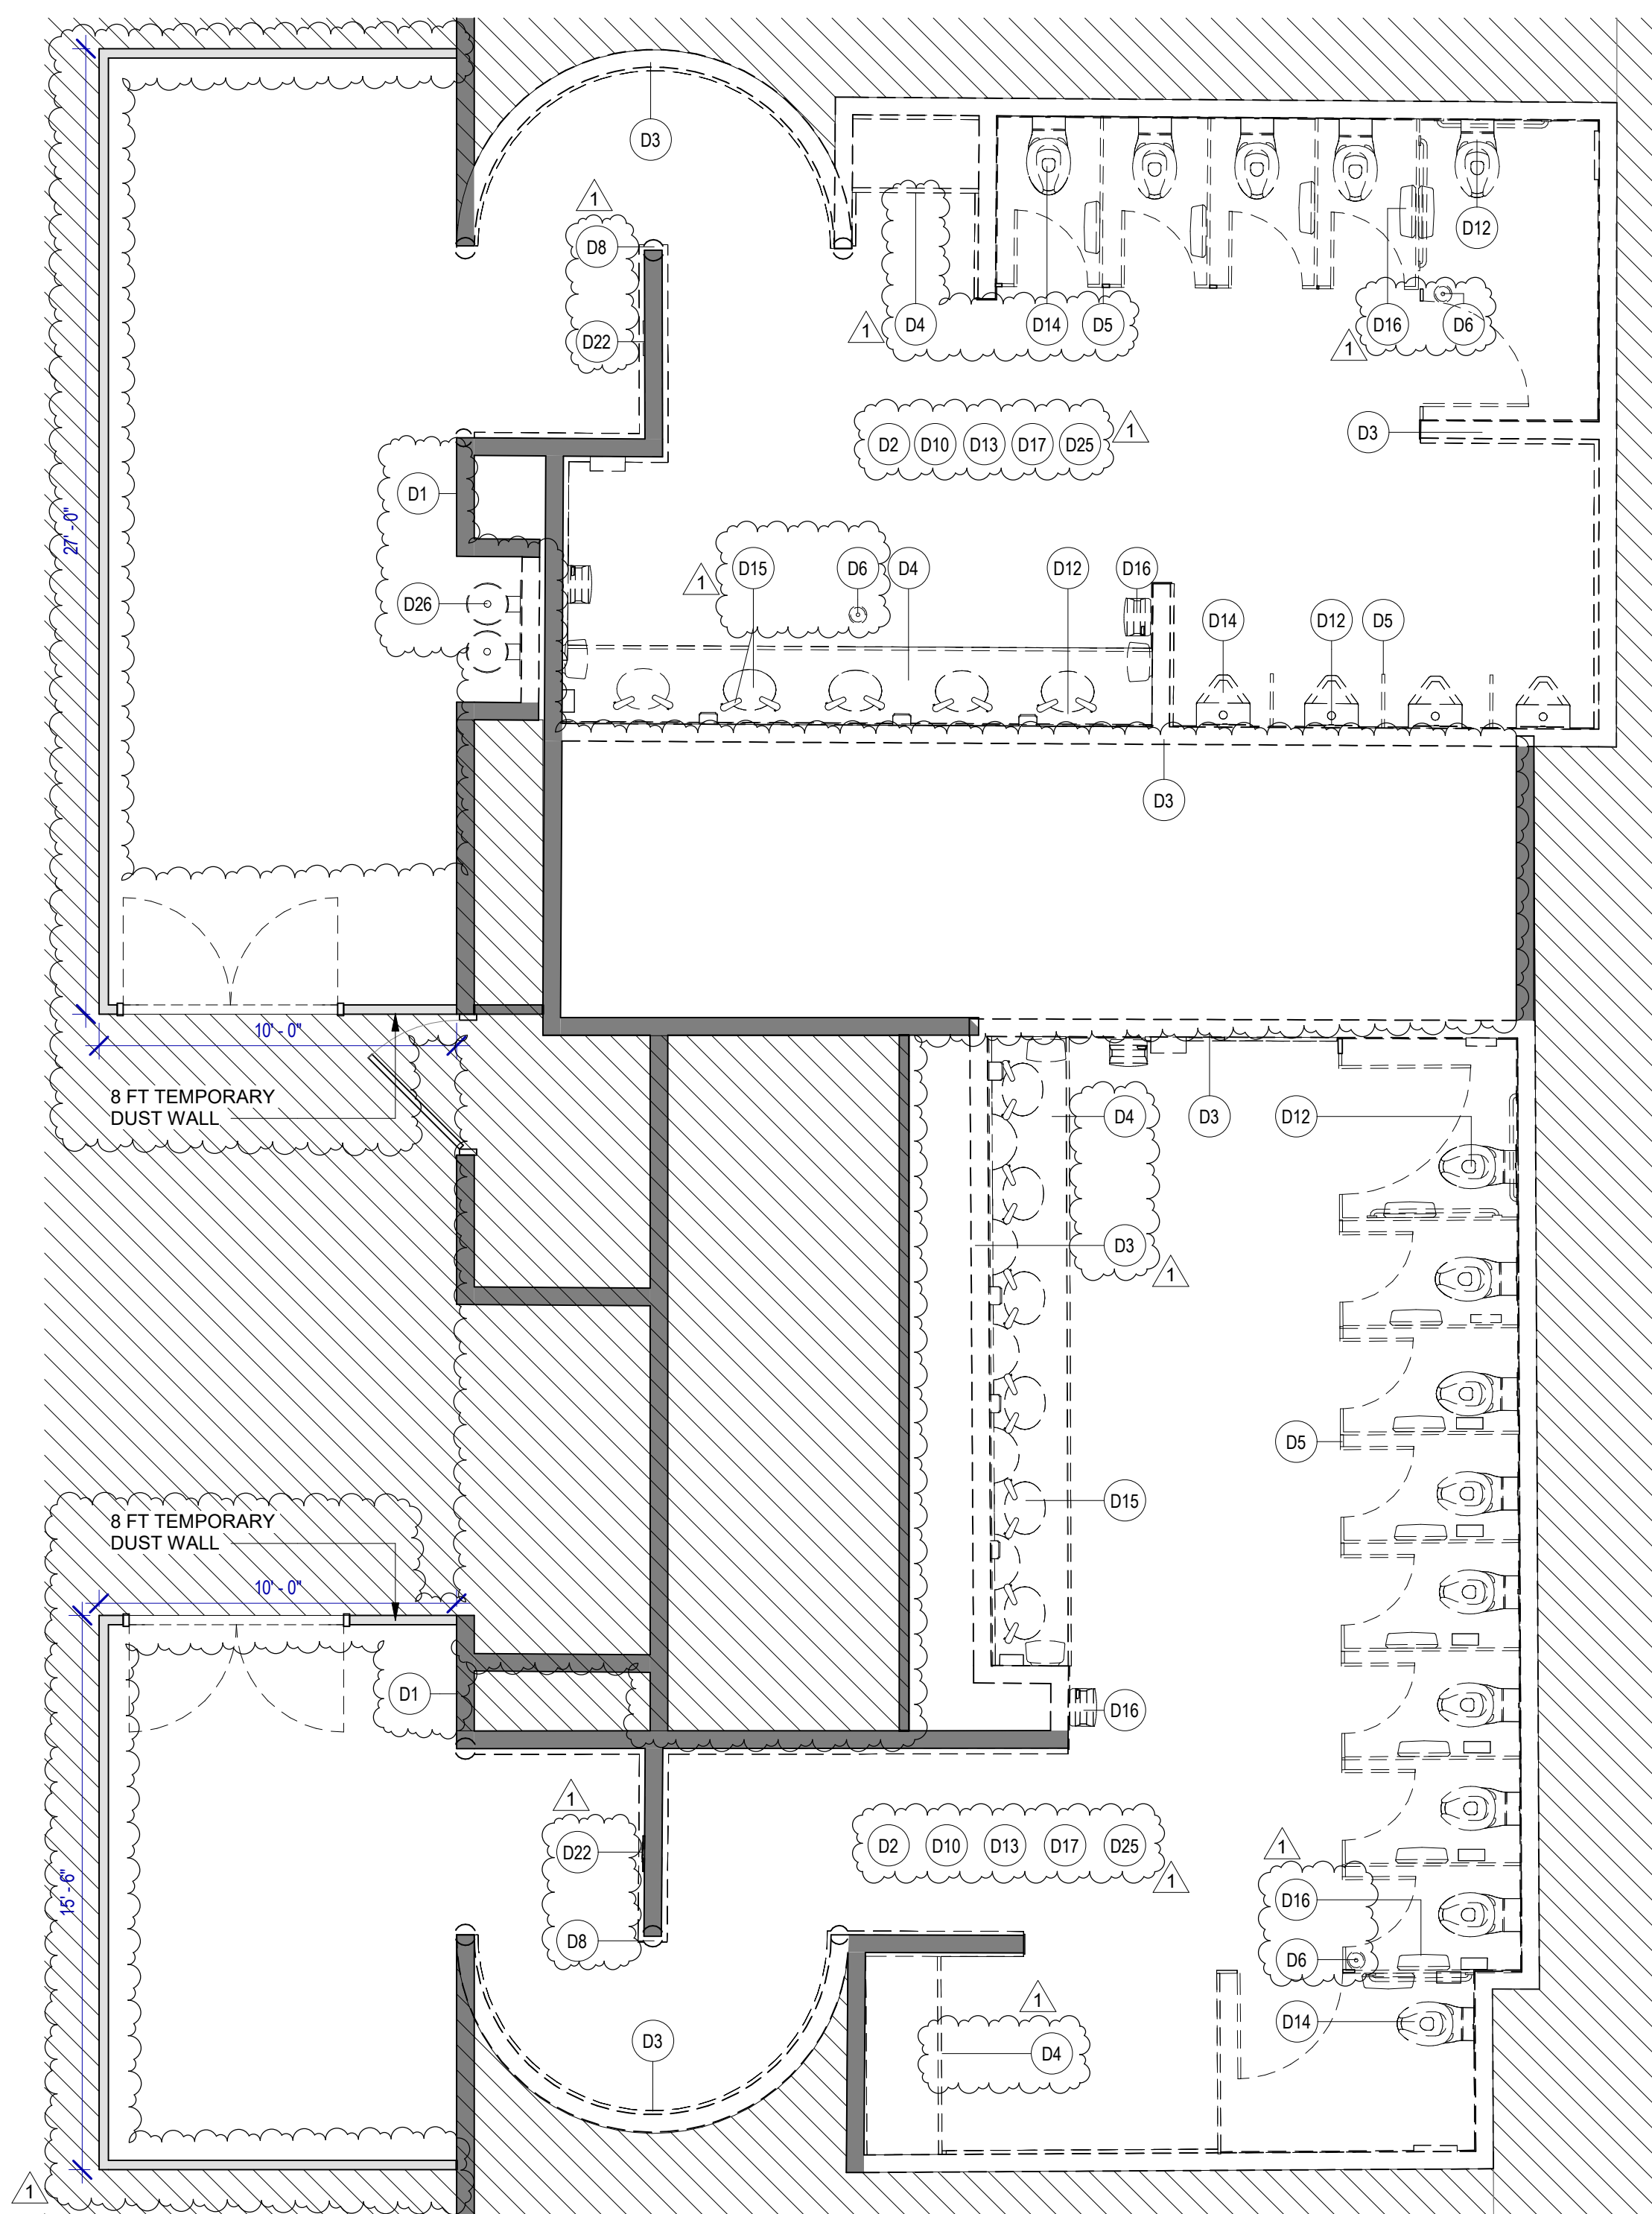 D3
1
D8
D12
D22
1
D4
D14
D5
D16
D6
1
D2
D10
D13
D17
D25
1
D3
D1
27' - 0"
1
D15
D6
D4
D12
D16
D26
D14
D12
D5
D3
10' - 0"
8 FT TEMPORARY
DUST WALL
D4
D3
D12
D3
1
D5
D15
8 FT TEMPORARY
DUST WALL
10' - 0"
D1
D16
1
D22
D2
D10
D13
D17
D25
1
1
D16
15' - 6"
D8
D6
1
D14
D3
D4
1